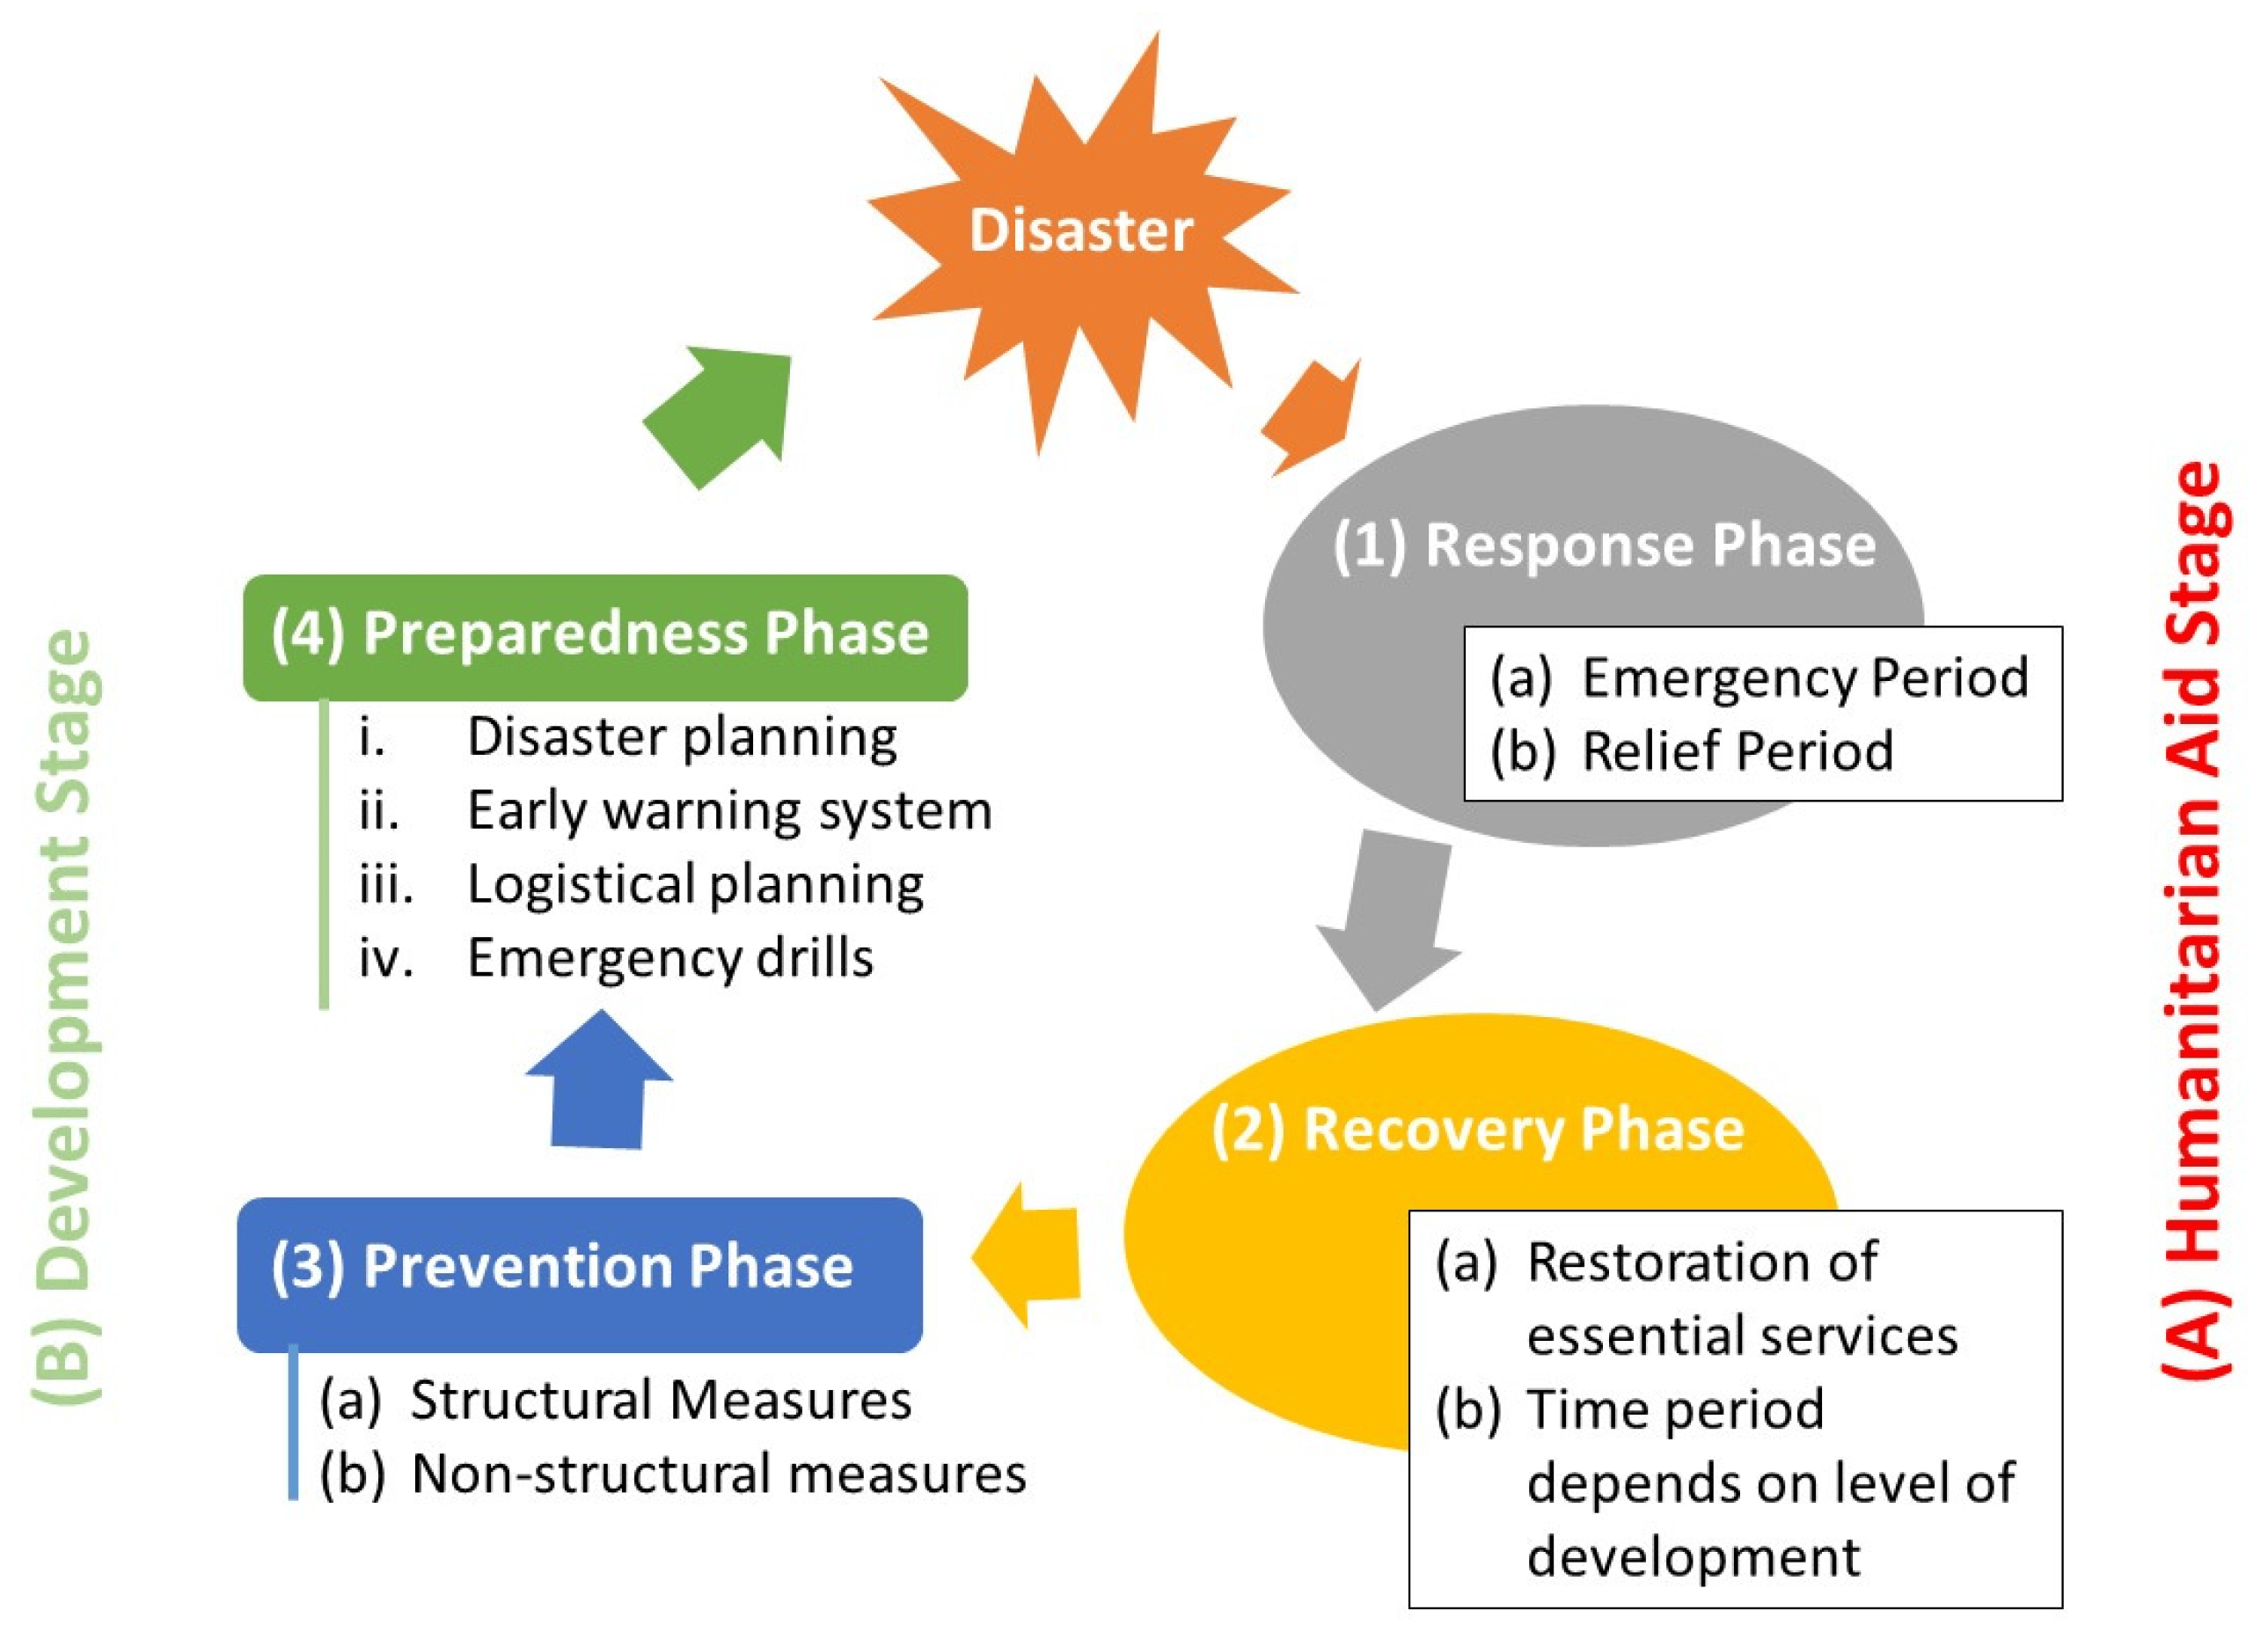 Disaster
(1) Response Phase
(a) Emergency Period
(b) Relief Period
(2) Recovery Phase
(a) Restoration of
essential services
(b) Time period
depends on level of
development
(3) Prevention Phase
(a) Structural Measures
(b) Non-structural measures
(4) Preparedness Phase
i. Disaster planning
ii. Early warning system
iii. Logistical planning
iv. Emergency drills
(A) Humanitarian Aid Stage
(B) Development Stage